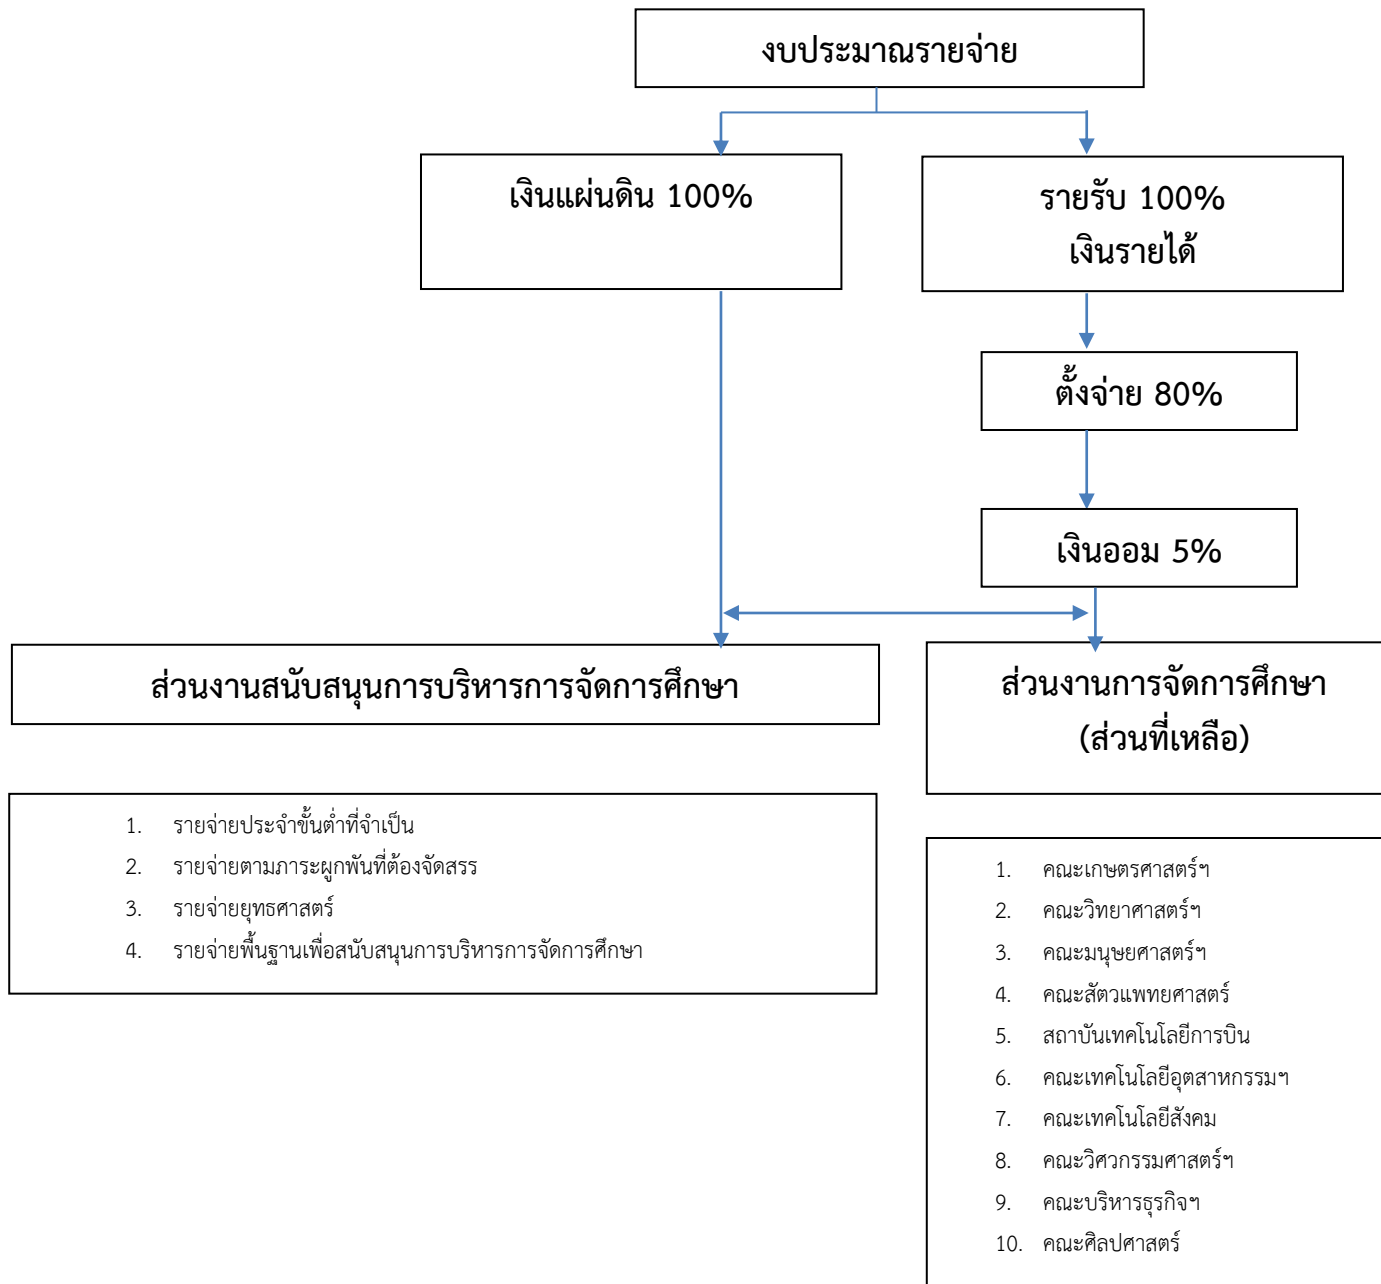 งบประมาณรายจ่าย
เงินแผ่นดิน 100%
รายรับ 100%
เงินรายได้
ตั้งจ่าย 80%
เงินออม 5%
ส่วนงานสนับสนุนการบริหารการจัดการศึกษา
ส่วนงานการจัดการศึกษา
(ส่วนที่เหลือ)
1. รายจ่ายประจำขั้นต่ำที่จำเป็น
2. รายจ่ายตามภาระผูกพันที่ต้องจัดสรร
3. รายจ่ายยุทธศาสตร์
4. รายจ่ายพื้นฐานเพื่อสนับสนุนการบริหารการจัดการศึกษา
1. คณะเกษตรศาสตร์ฯ
2. คณะวิทยาศาสตร์ฯ
3. คณะมนุษยศาสตร์ฯ
4. คณะสัตวแพทยศาสตร์
5. สถาบันเทคโนโลยีการบิน
6. คณะเทคโนโลยีอุตสาหกรรมฯ
7. คณะเทคโนโลยีสังคม
8. คณะวิศวกรรมศาสตร์ฯ
9. คณะบริหารธุรกิจฯ
10. คณะศิลปศาสตร์